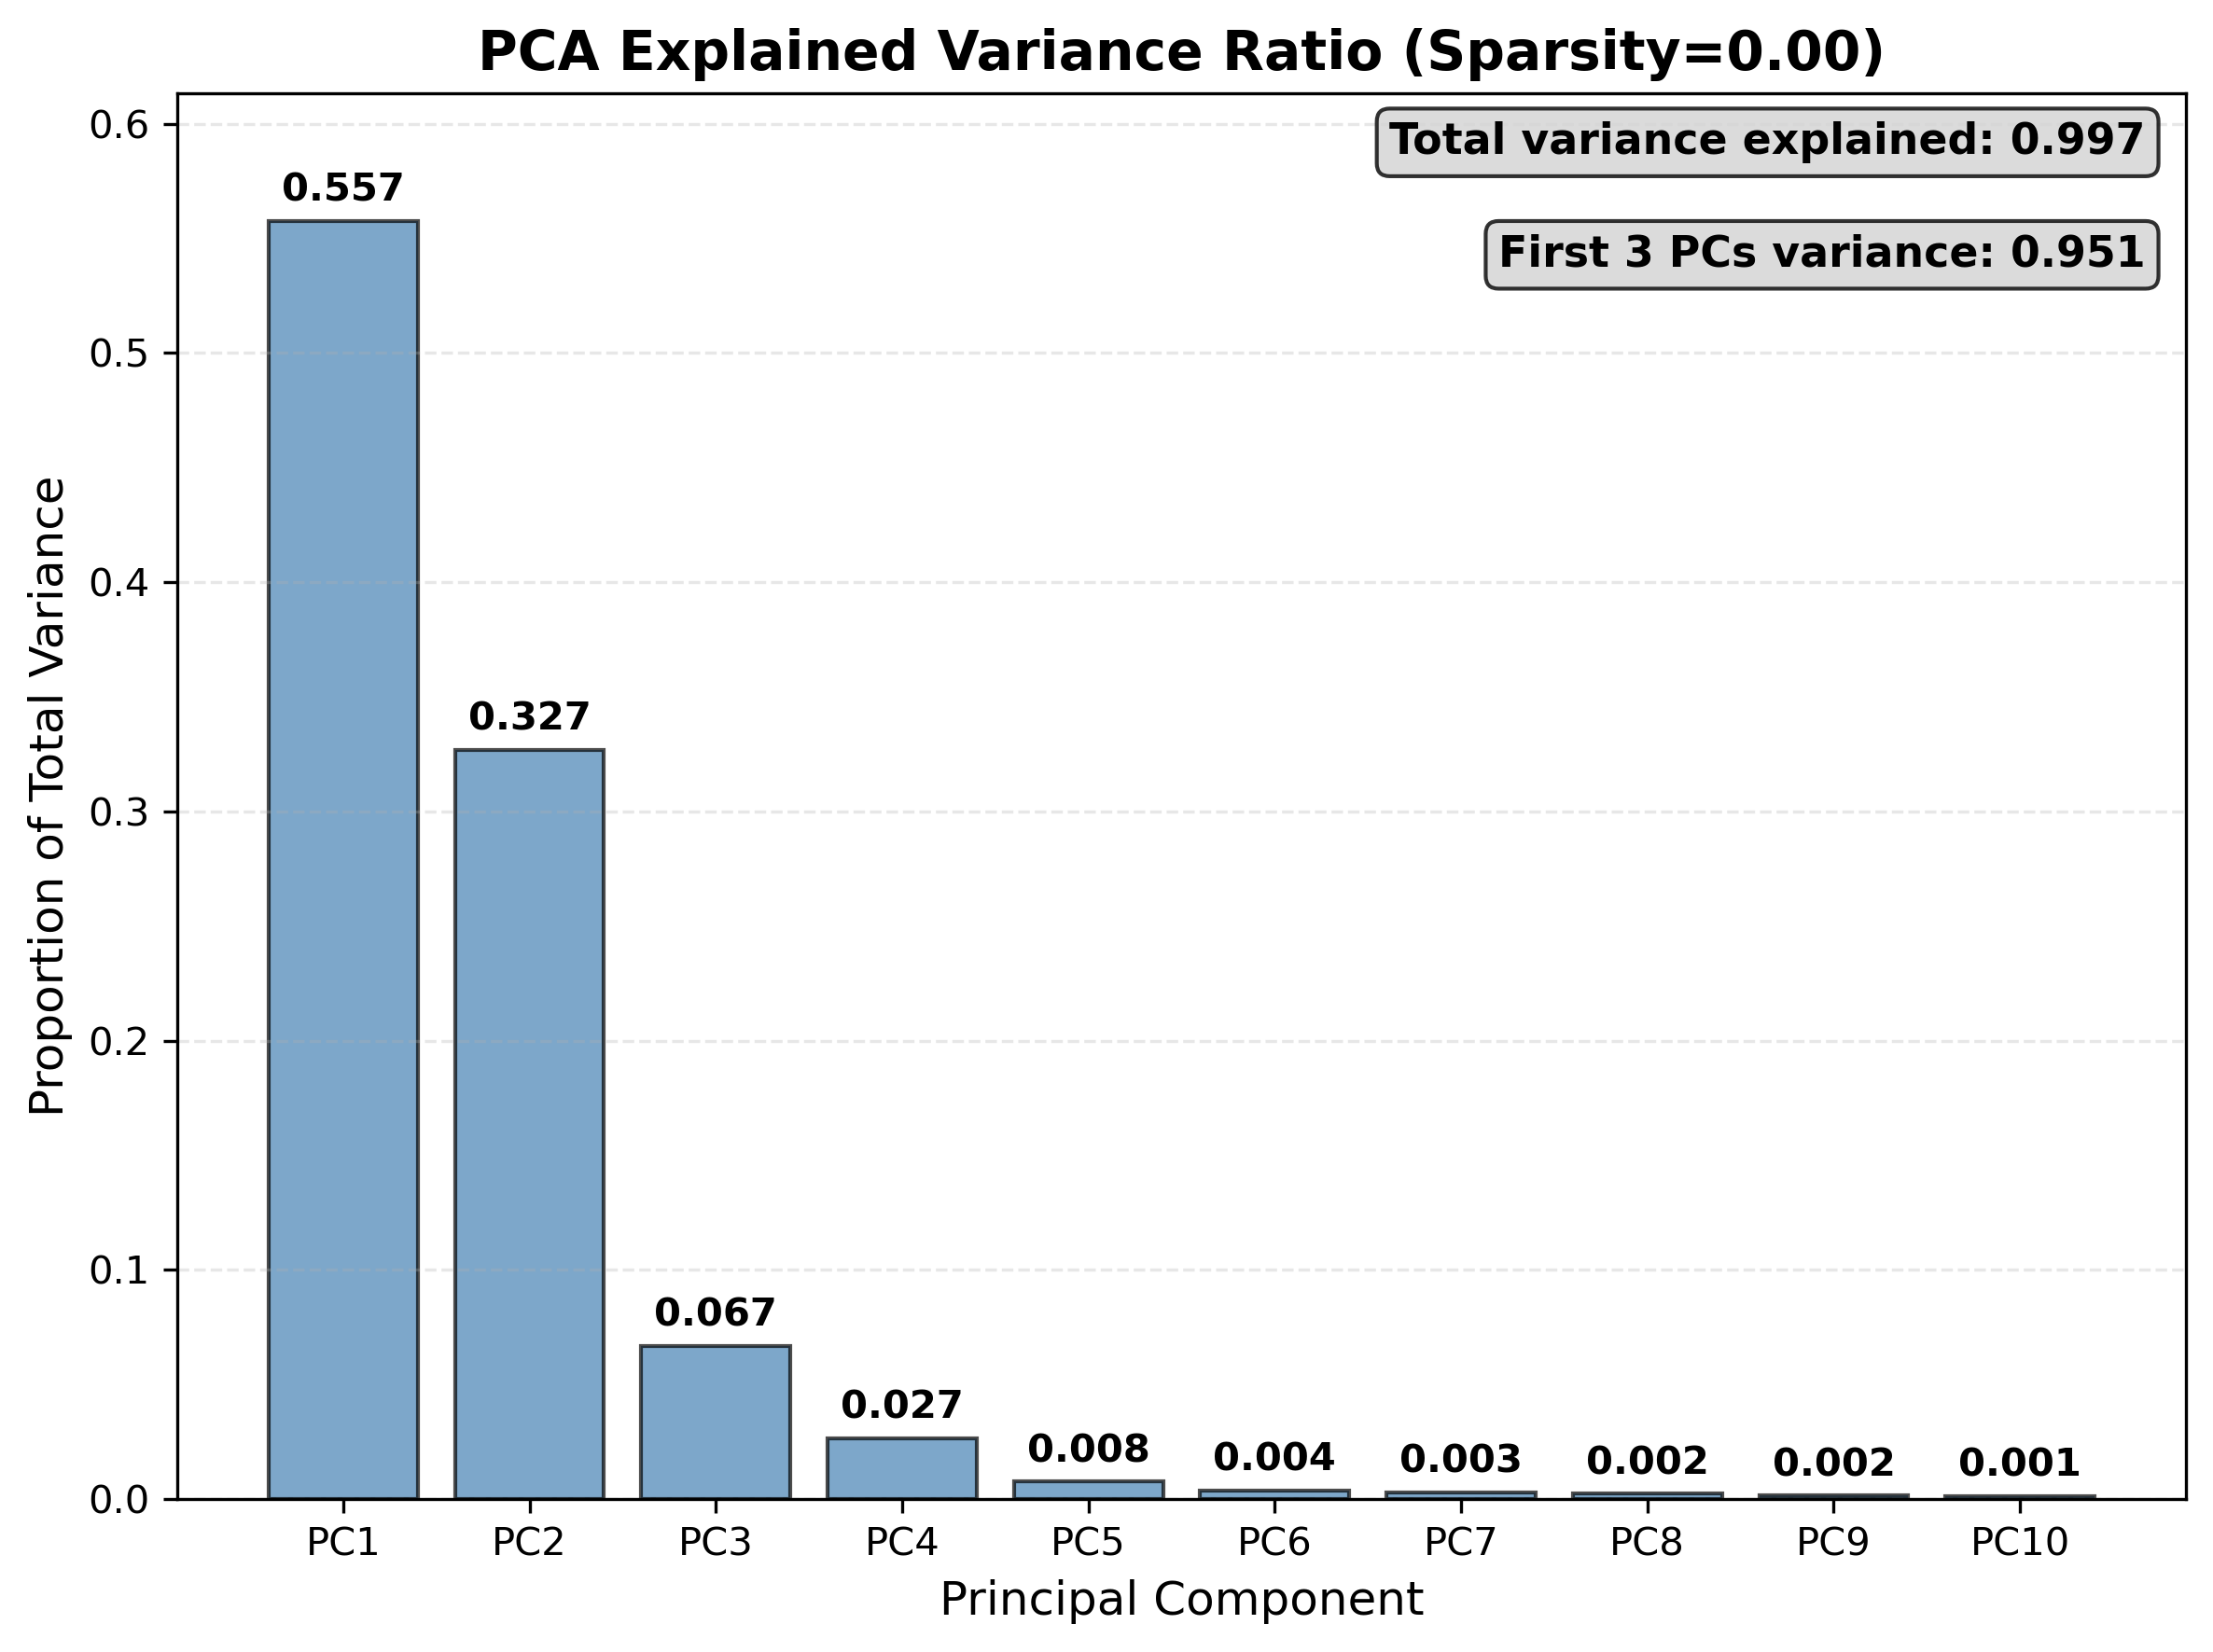 PCA Explained Variance Ratio (Sparsity=0.00)
Total variance explained: 0.997
First 3 PCs variance: 0.951
Proportion of Total Variance
0.6
0.5
0.4
0.3
0.2
0.1
0.0
0.557
0.327
0.067
0.027
0.008
0.004
0.003
0.002
0.002
0.001
PC1 PC2 PC3 PC4 PC5 PC6 PC7 PC8 PC9 PC10
Principal Component